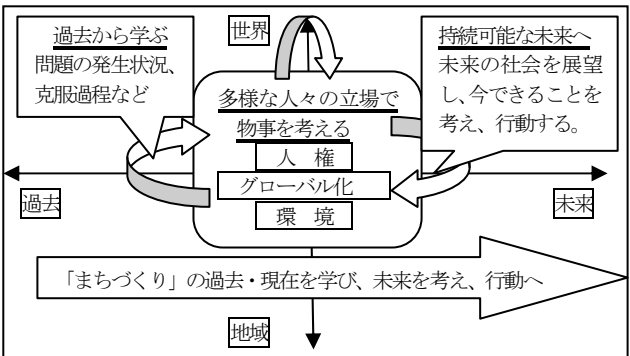 過去から学ぶ
問題の発生状況、
克服過程など
世界
持続可能な未来へ
未来の社会を展望
し、今できることを
考え、行動する。
多様な人々の立場で
物事を考える
人　権
グローバル化
環　境
過去
未来
「まちづくり」の過去・現在を学び、未来を考え、行動へ
地域